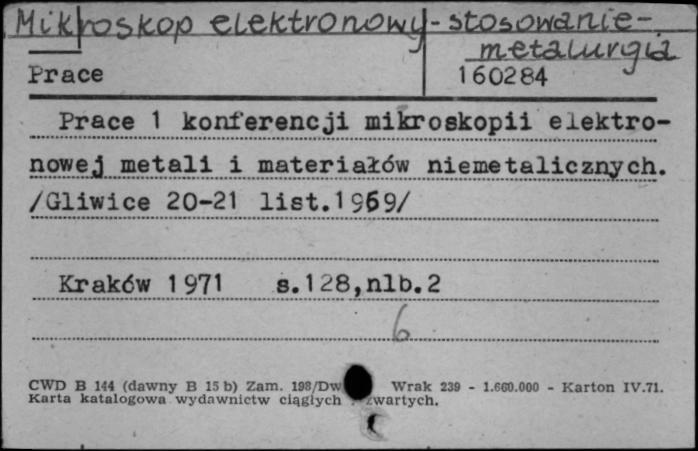 Mikroskop elektronowy - stosowanie -
metalurgia
Prace
160284
Prace 1 konferencji mikroskopii elektro-
nowej metali i materiałów niemetalicznych.
/Gliwice 20-21 list.1969/
Kraków 1971 s.128,nlb.2
6
CWD B 144 (dawny B 15 b) Zam. 198/Dw Wrak 239 - 1.660.000 - Karton IV.71.
Karta katalogowa wydawnictw ciągłych zwartych.